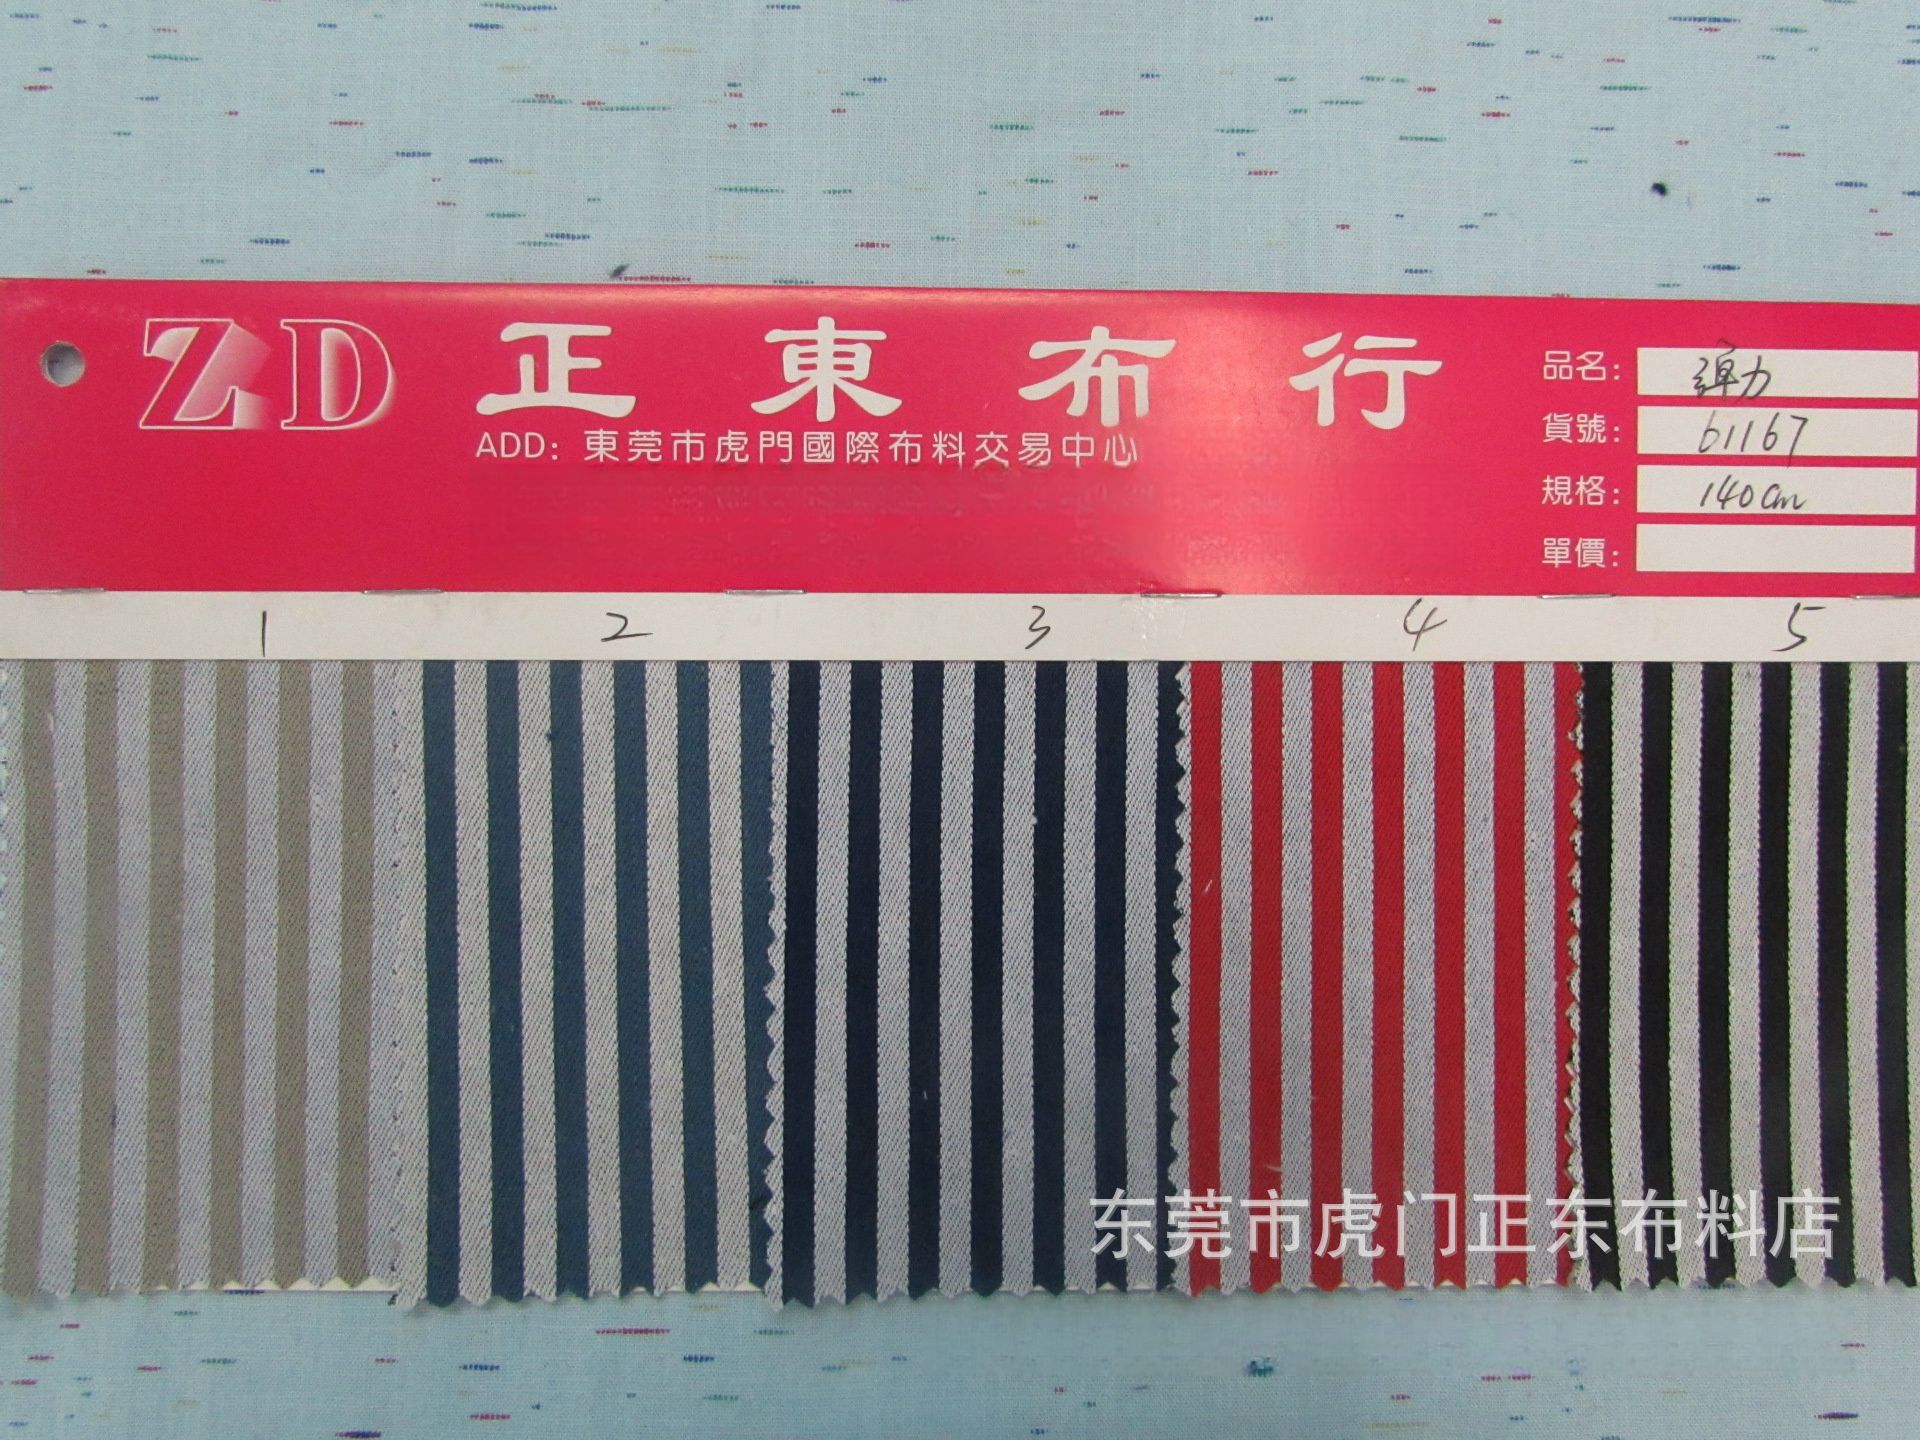 ZD 正東布行
ADD: 東莞市虎門國際布料交易中心
品名: 弹力
貨號: 61167
規格: 140cm
單價:
1 2 3 4 5
东莞市虎门正东布料店